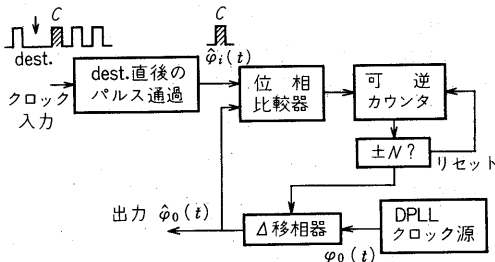 C
dest.
クロック
入力
dest.直後の
パルス通過
C
φ̂i(t)
位相
比較器
可逆
カウンタ
±N?
リセット
出力 φ̂0(t)
Δ移相器
φ0(t)
DPLL
クロック源